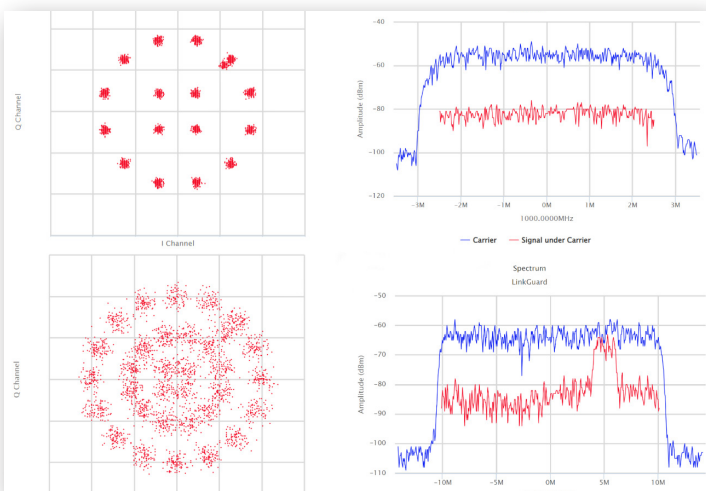 Q Channel
I Channel
Amplitude (dBm)
-40
-60
-80
-100
-120
-3M
-2M
-1M
0M
1M
2M
3M
1000.0000MHz
Carrier
Signal under Carrier
Q Channel
Spectrum
LinkGuard
Amplitude (dBm)
-50
-60
-70
-80
-90
-100
-110
-10M
-5M
0M
5M
10M